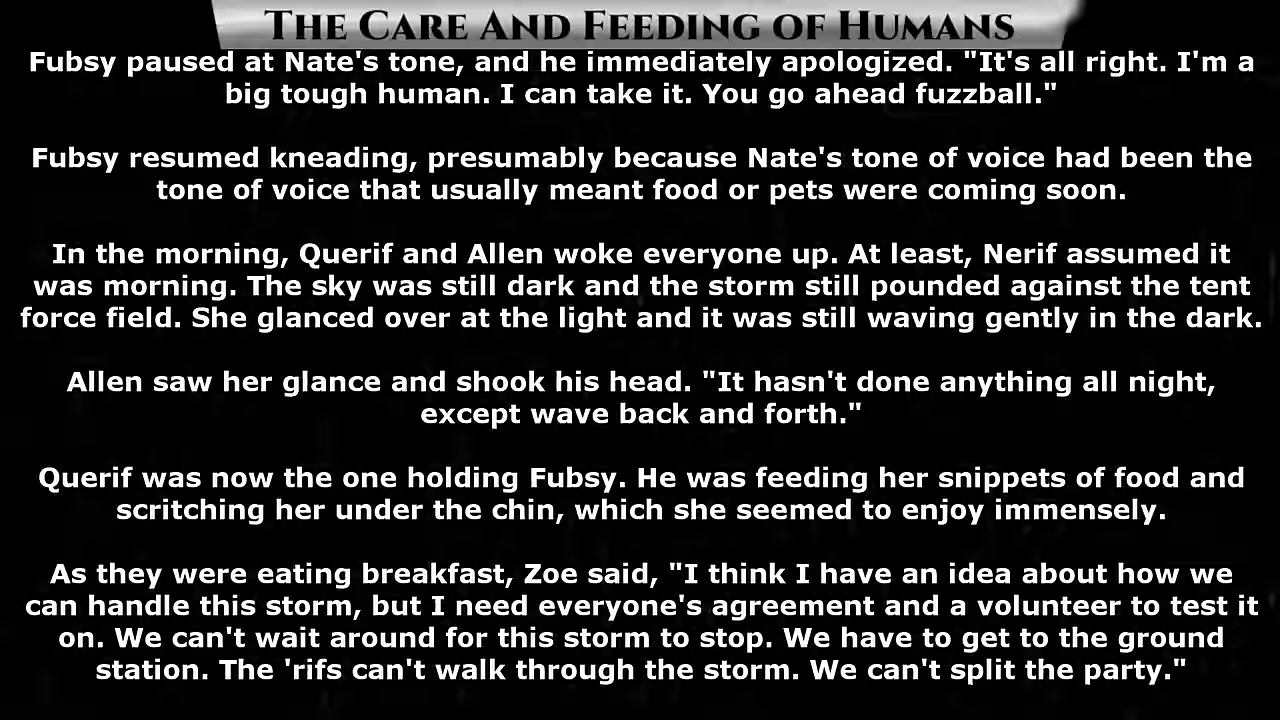 The Care And Feeding of Humans
Fubsy paused at Nate's tone, and he immediately apologized. "It's all right. I'm a
big tough human. I can take it. You go ahead fuzzball."
Fubsy resumed kneading, presumably because Nate's tone of voice had been the
tone of voice that usually meant food or pets were coming soon.
In the morning, Querif and Allen woke everyone up. At least, Nerif assumed it
was morning. The sky was still dark and the storm still pounded against the tent
force field. She glanced over at the light and it was still waving gently in the dark.
Allen saw her glance and shook his head. "It hasn't done anything all night,
except wave back and forth."
Querif was now the one holding Fubsy. He was feeding her snippets of food and
scritching her under the chin, which she seemed to enjoy immensely.
As they were eating breakfast, Zoe said, "I think I have an idea about how we
can handle this storm, but I need everyone's agreement and a volunteer to test it
on. We can't wait around for this storm to stop. We have to get to the ground
station. The 'rifs can't walk through the storm. We can't split the party."